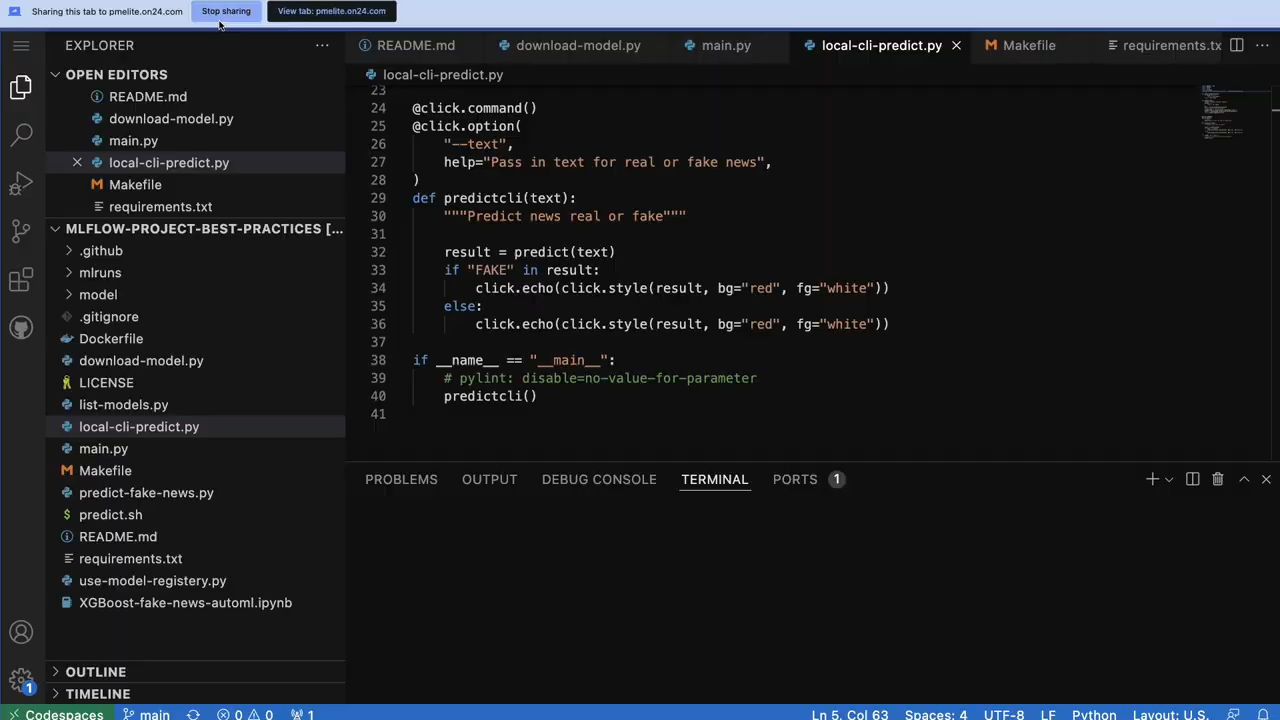 Sharing this tab to pmelite.on24.com
Stop sharing
View tab: pmelite.on24.com
EXPLORER
OPEN EDITORS
README.md
download-model.py
main.py
local-cli-predict.py
Makefile
requirements.txt
MLFLOW-PROJECT-BEST-PRACTICES [...
.github
mlruns
model
.gitignore
Dockerfile
download-model.py
LICENSE
list-models.py
local-cli-predict.py
main.py
Makefile
predict-fake-news.py
predict.sh
README.md
requirements.txt
use-model-registery.py
XGBoost-fake-news-automl.ipynb
OUTLINE
TIMELINE
README.md
download-model.py
main.py
local-cli-predict.py
Makefile
requirements.tx
local-cli-predict.py
23
24 @click.command()
25 @click.option(
26 "--text",
27 help="Pass in text for real or fake news",
28 )
29 def predictcli(text):
30 """Predict news real or fake"""
31
32 result = predict(text)
33 if "FAKE" in result:
34 click.echo(click.style(result, bg="red", fg="white"))
35 else:
36 click.echo(click.style(result, bg="red", fg="white"))
37
38 if __name__ == "__main__":
39 # pylint: disable=no-value-for-parameter
40 predictcli()
41
PROBLEMS
OUTPUT
DEBUG CONSOLE
TERMINAL
PORTS 1
1
Codespaces
main
0 0
1
Ln 5, Col 63
Spaces: 4
UTF-8
LF
Python
Layout: U.S.